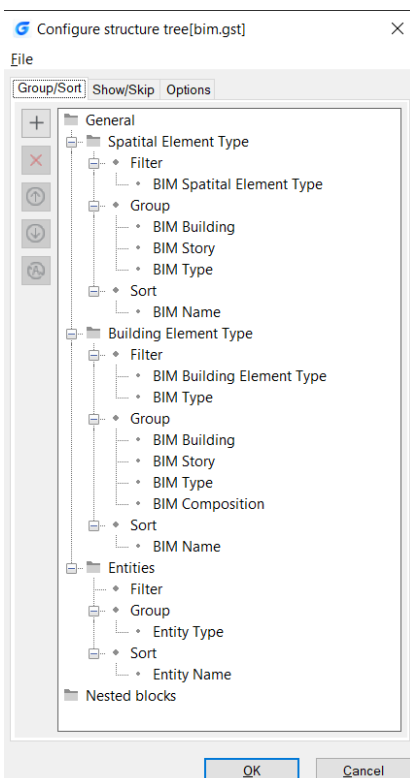 Configure structure tree[bim.gst]
File
Group/Sort Show/Skip Options
General
Spatital Element Type
Filter
BIM Spatital Element Type
Group
BIM Building
BIM Story
BIM Type
Sort
BIM Name
Building Element Type
Filter
BIM Building Element Type
BIM Type
Group
BIM Building
BIM Story
BIM Type
BIM Composition
Sort
BIM Name
Entities
Filter
Group
Entity Type
Sort
Entity Name
Nested blocks
OK Cancel